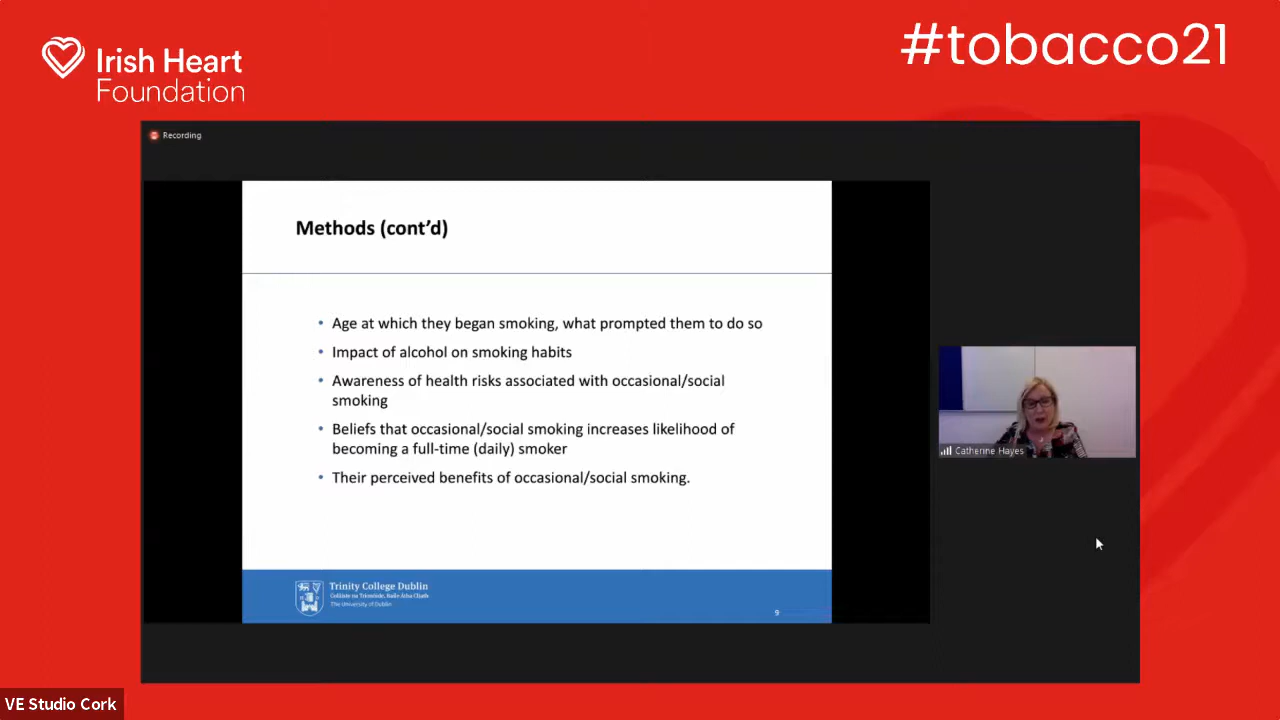 Irish Heart
Foundation
#tobacco21
Recording
Methods (cont’d)
• Age at which they began smoking, what prompted them to do so
• Impact of alcohol on smoking habits
• Awareness of health risks associated with occasional/social
smoking
• Beliefs that occasional/social smoking increases likelihood of
becoming a full-time (daily) smoker
• Their perceived benefits of occasional/social smoking.
Catherine Hayes
Trinity College Dublin
Coláiste na Tríonóide, Baile Átha Cliath
The University of Dublin
9
VE Studio Cork